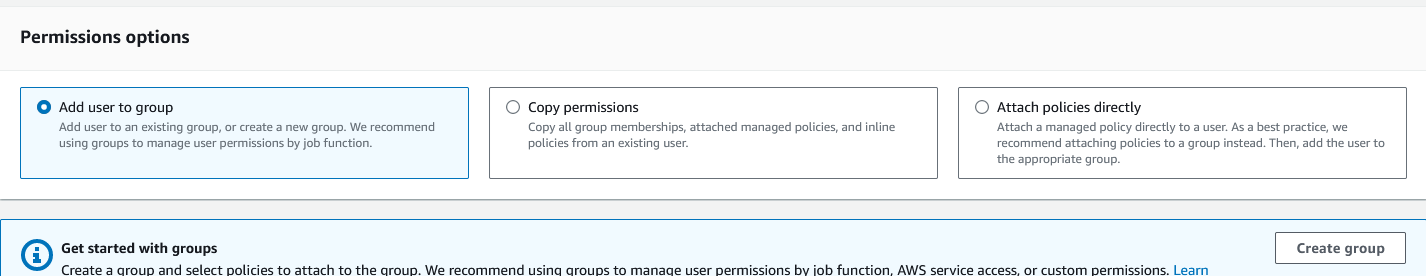 Permissions options
Add user to group
Add user to an existing group, or create a new group. We recommend
using groups to manage user permissions by job function.
Copy permissions
Copy all group memberships, attached managed policies, and inline
policies from an existing user.
Attach policies directly
Attach a managed policy directly to a user. As a best practice, we
recommend attaching policies to a group instead. Then, add the user to
the appropriate group.
Get started with groups
Create a group and select policies to attach to the group. We recommend using groups to manage user permissions by job function, AWS service access, or custom permissions. Learn
Create group